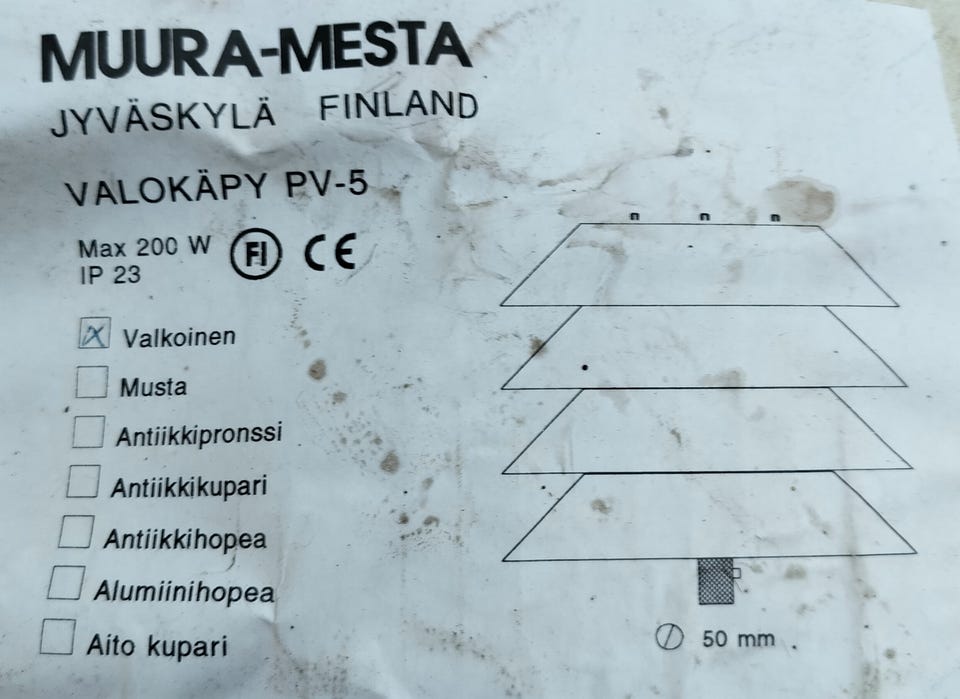 MUURA-MESTA
JYVÄSKYLÄ FINLAND
VALOKÄPY PV-5
Max 200 W
IP 23
FI CE
Valkoinen
Musta
Antiikkipronssi
Antiikkikupari
Antiikkihopea
Alumiinihopea
Aito kupari
50 mm